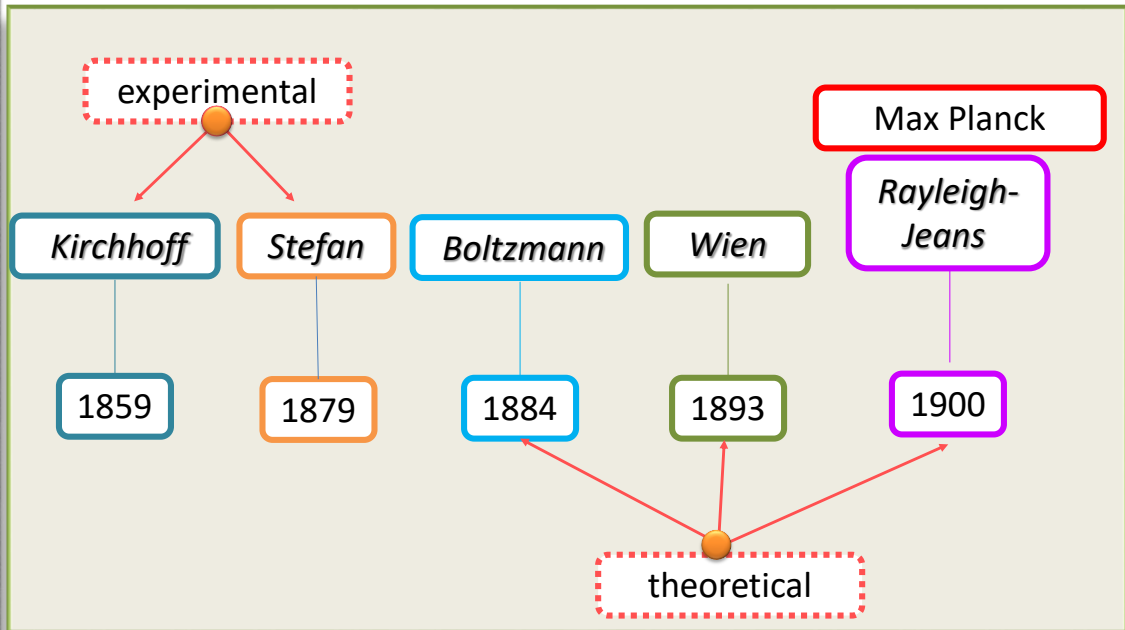 experimental
Max Planck
Kirchhoff
Stefan
Boltzmann
Wien
Rayleigh-
Jeans
1859
1879
1884
1893
1900
theoretical